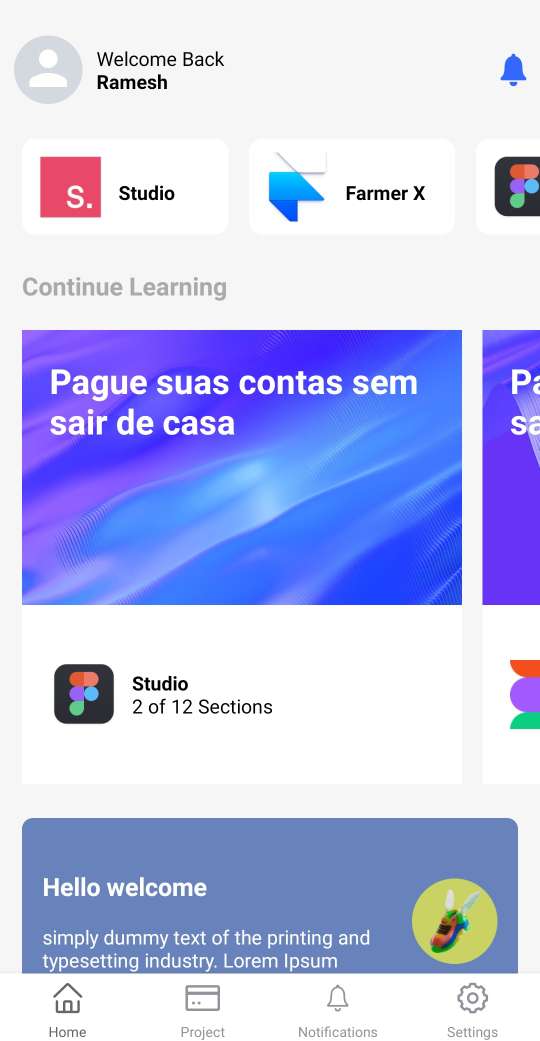 Welcome Back
Ramesh
S.
Studio
Farmer X
Continue Learning
Pague suas contas sem
sair de casa
Pa
sa
Studio
2 of 12 Sections
Hello welcome
simply dummy text of the printing and
typesetting industry. Lorem Ipsum
Home
Project
Notifications
Settings